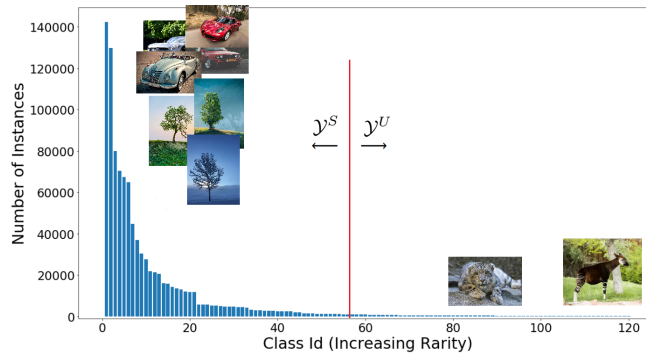 140000
120000
100000
80000
60000
40000
20000
0
Number of Instances
𝒴^S
𝒴^U
←
→
0 20 40 60 80 100 120
Class Id (Increasing Rarity)